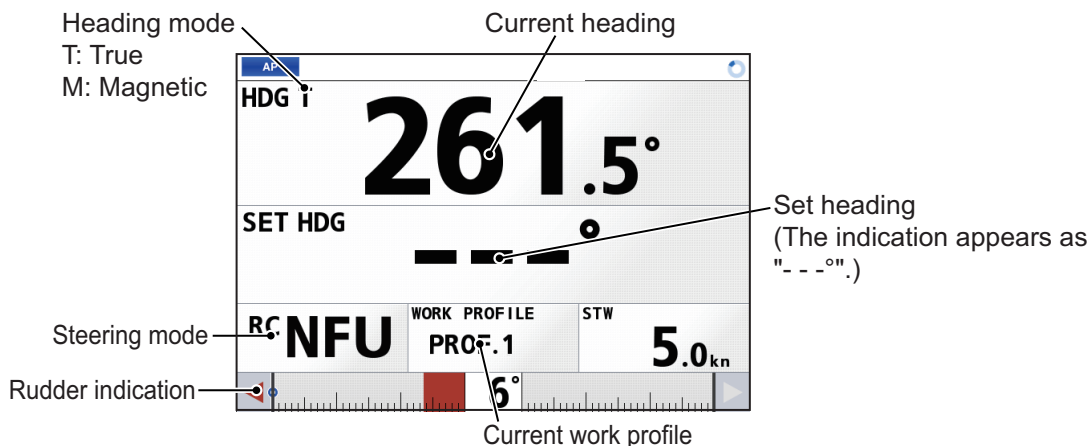 Heading mode
T: True
M: Magnetic
Current heading
AP
HDG T
261.5°
SET HDG
---°
Set heading
(The indication appears as
"- - -°".)
Steering mode
RC NFU
WORK PROFILE
PROF.1
STW
5.0kn
Rudder indication
6°
Current work profile